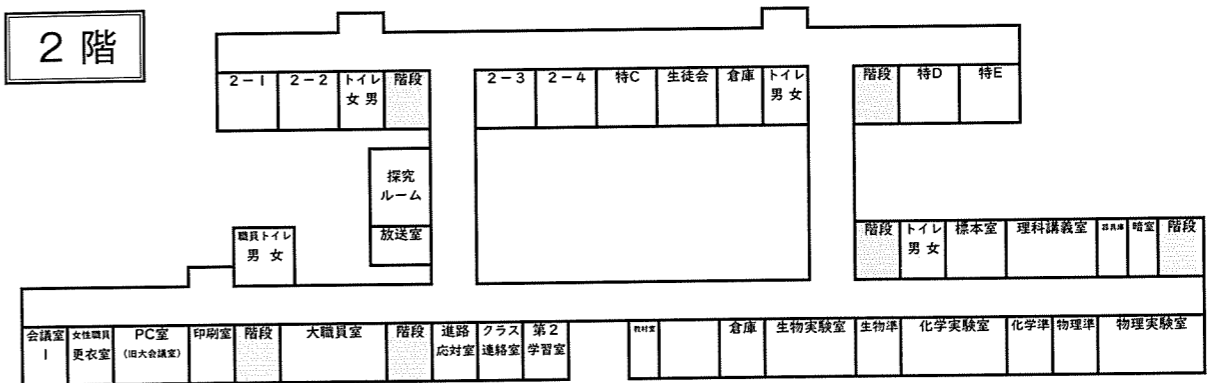 2階
2-1 2-2 トイレ 階段 2-3 2-4 特C 生徒会 倉庫 トイレ 階段 特D 特E
女 男 男 女
探究
ルーム
放送室
職員トイレ
男 女
階段 トイレ 標本室 理科講義室 器具庫 暗室 階段
男 女
会議室 女性職員 PC室 印刷室 階段 大職員室 階段 進路 クラス 第2 教材室 倉庫 生物実験室 生物準 化学実験室 化学準 物理準 物理実験室
1 更衣室 (旧大会議室) 応対室 連絡室 学習室